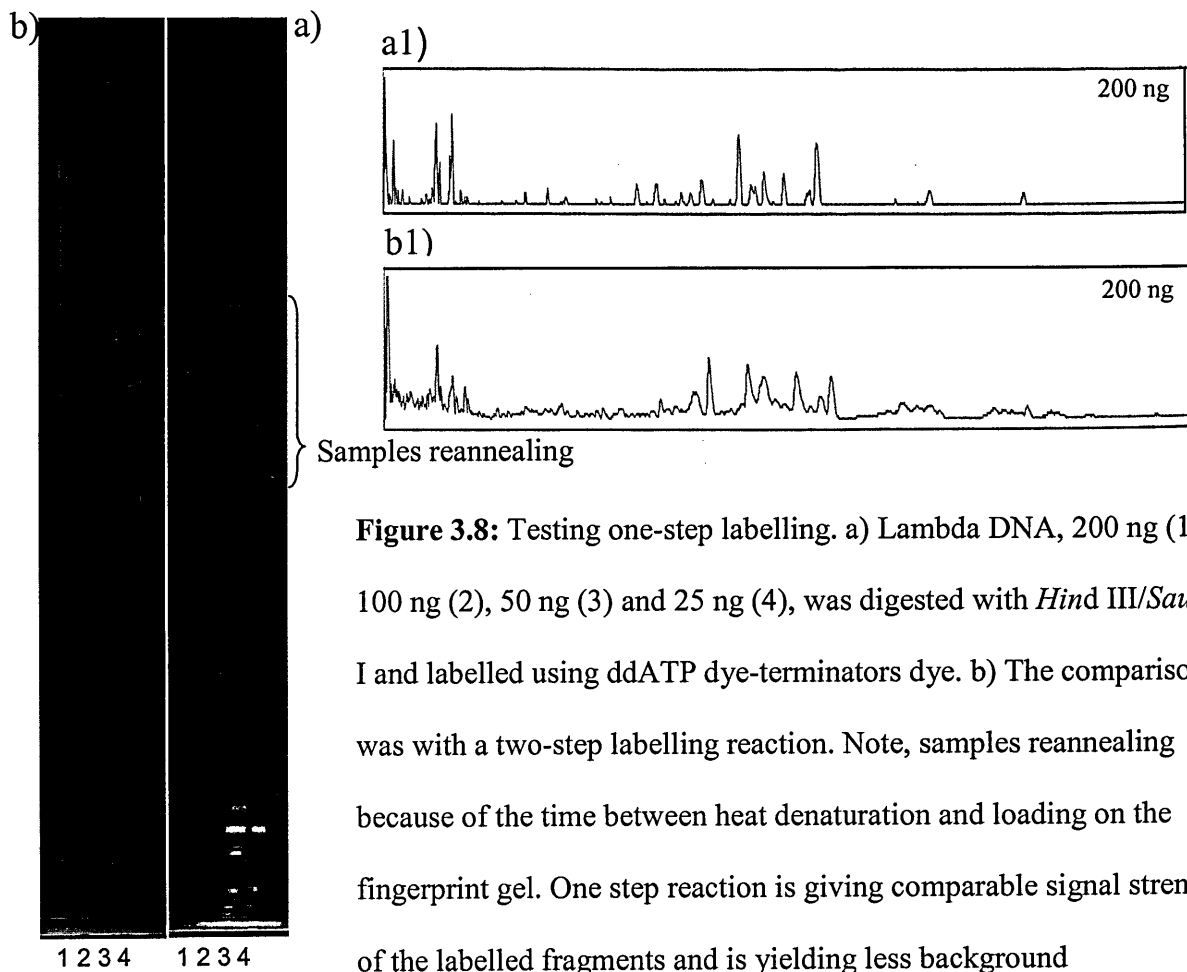 b)
a)
a1)
200 ng
b1)
200 ng
Samples reannealing
Figure 3.8: Testing one-step labelling. a) Lambda DNA, 200 ng (1
100 ng (2), 50 ng (3) and 25 ng (4), was digested with Hind III/Sau
I and labelled using ddATP dye-terminators dye. b) The compariso
was with a two-step labelling reaction. Note, samples reannealing
because of the time between heat denaturation and loading on the
fingerprint gel. One step reaction is giving comparable signal stren
of the labelled fragments and is yielding less background
1 2 3 4
1 2 3 4